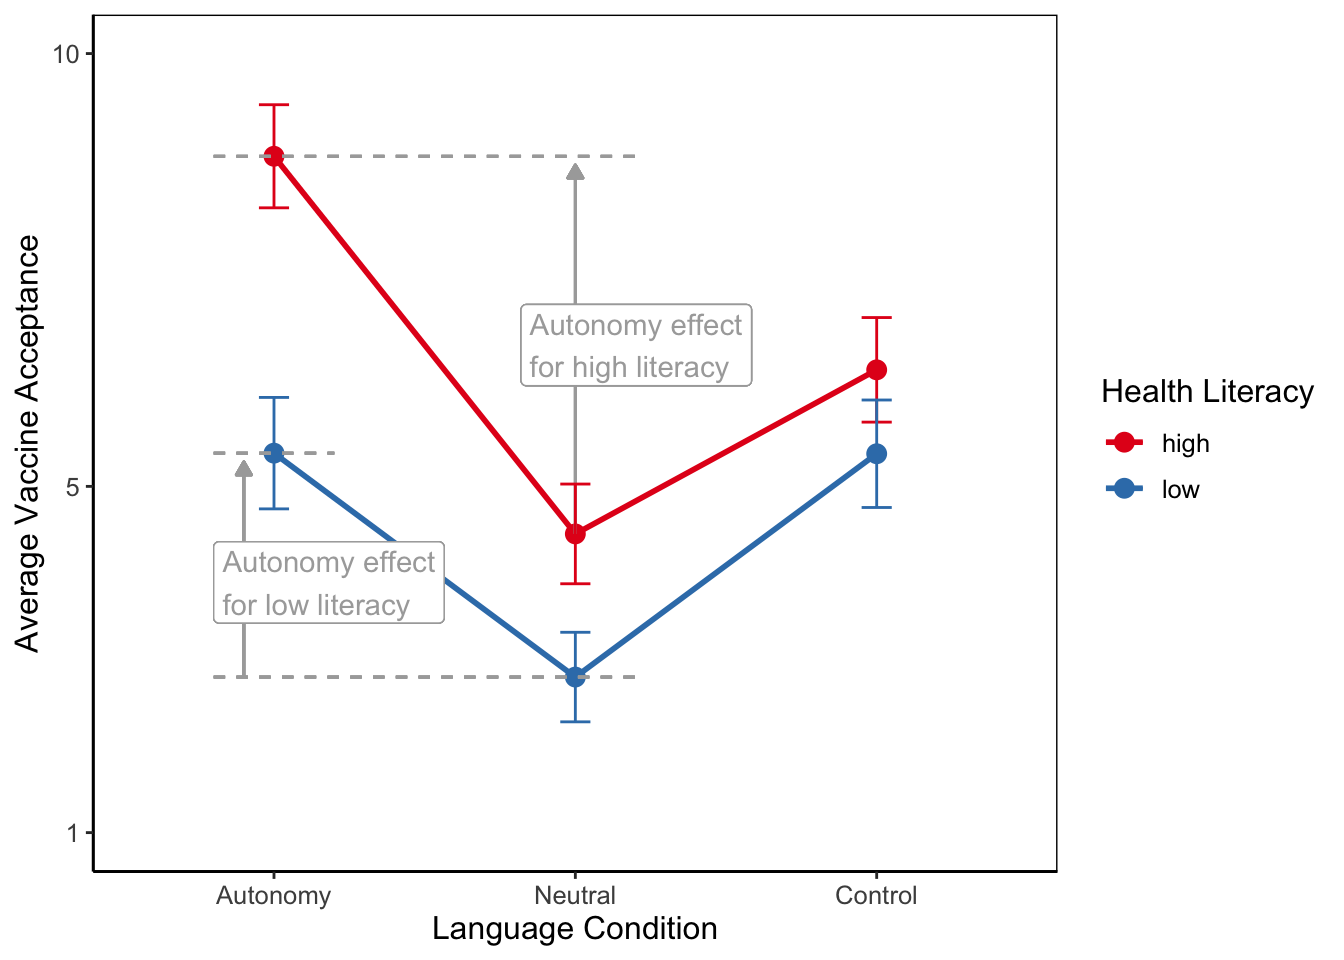 10
5
1
Average Vaccine Acceptance
Autonomy effect
for high literacy
Autonomy effect
for low literacy
Autonomy
Neutral
Control
Language Condition
Health Literacy
high
low